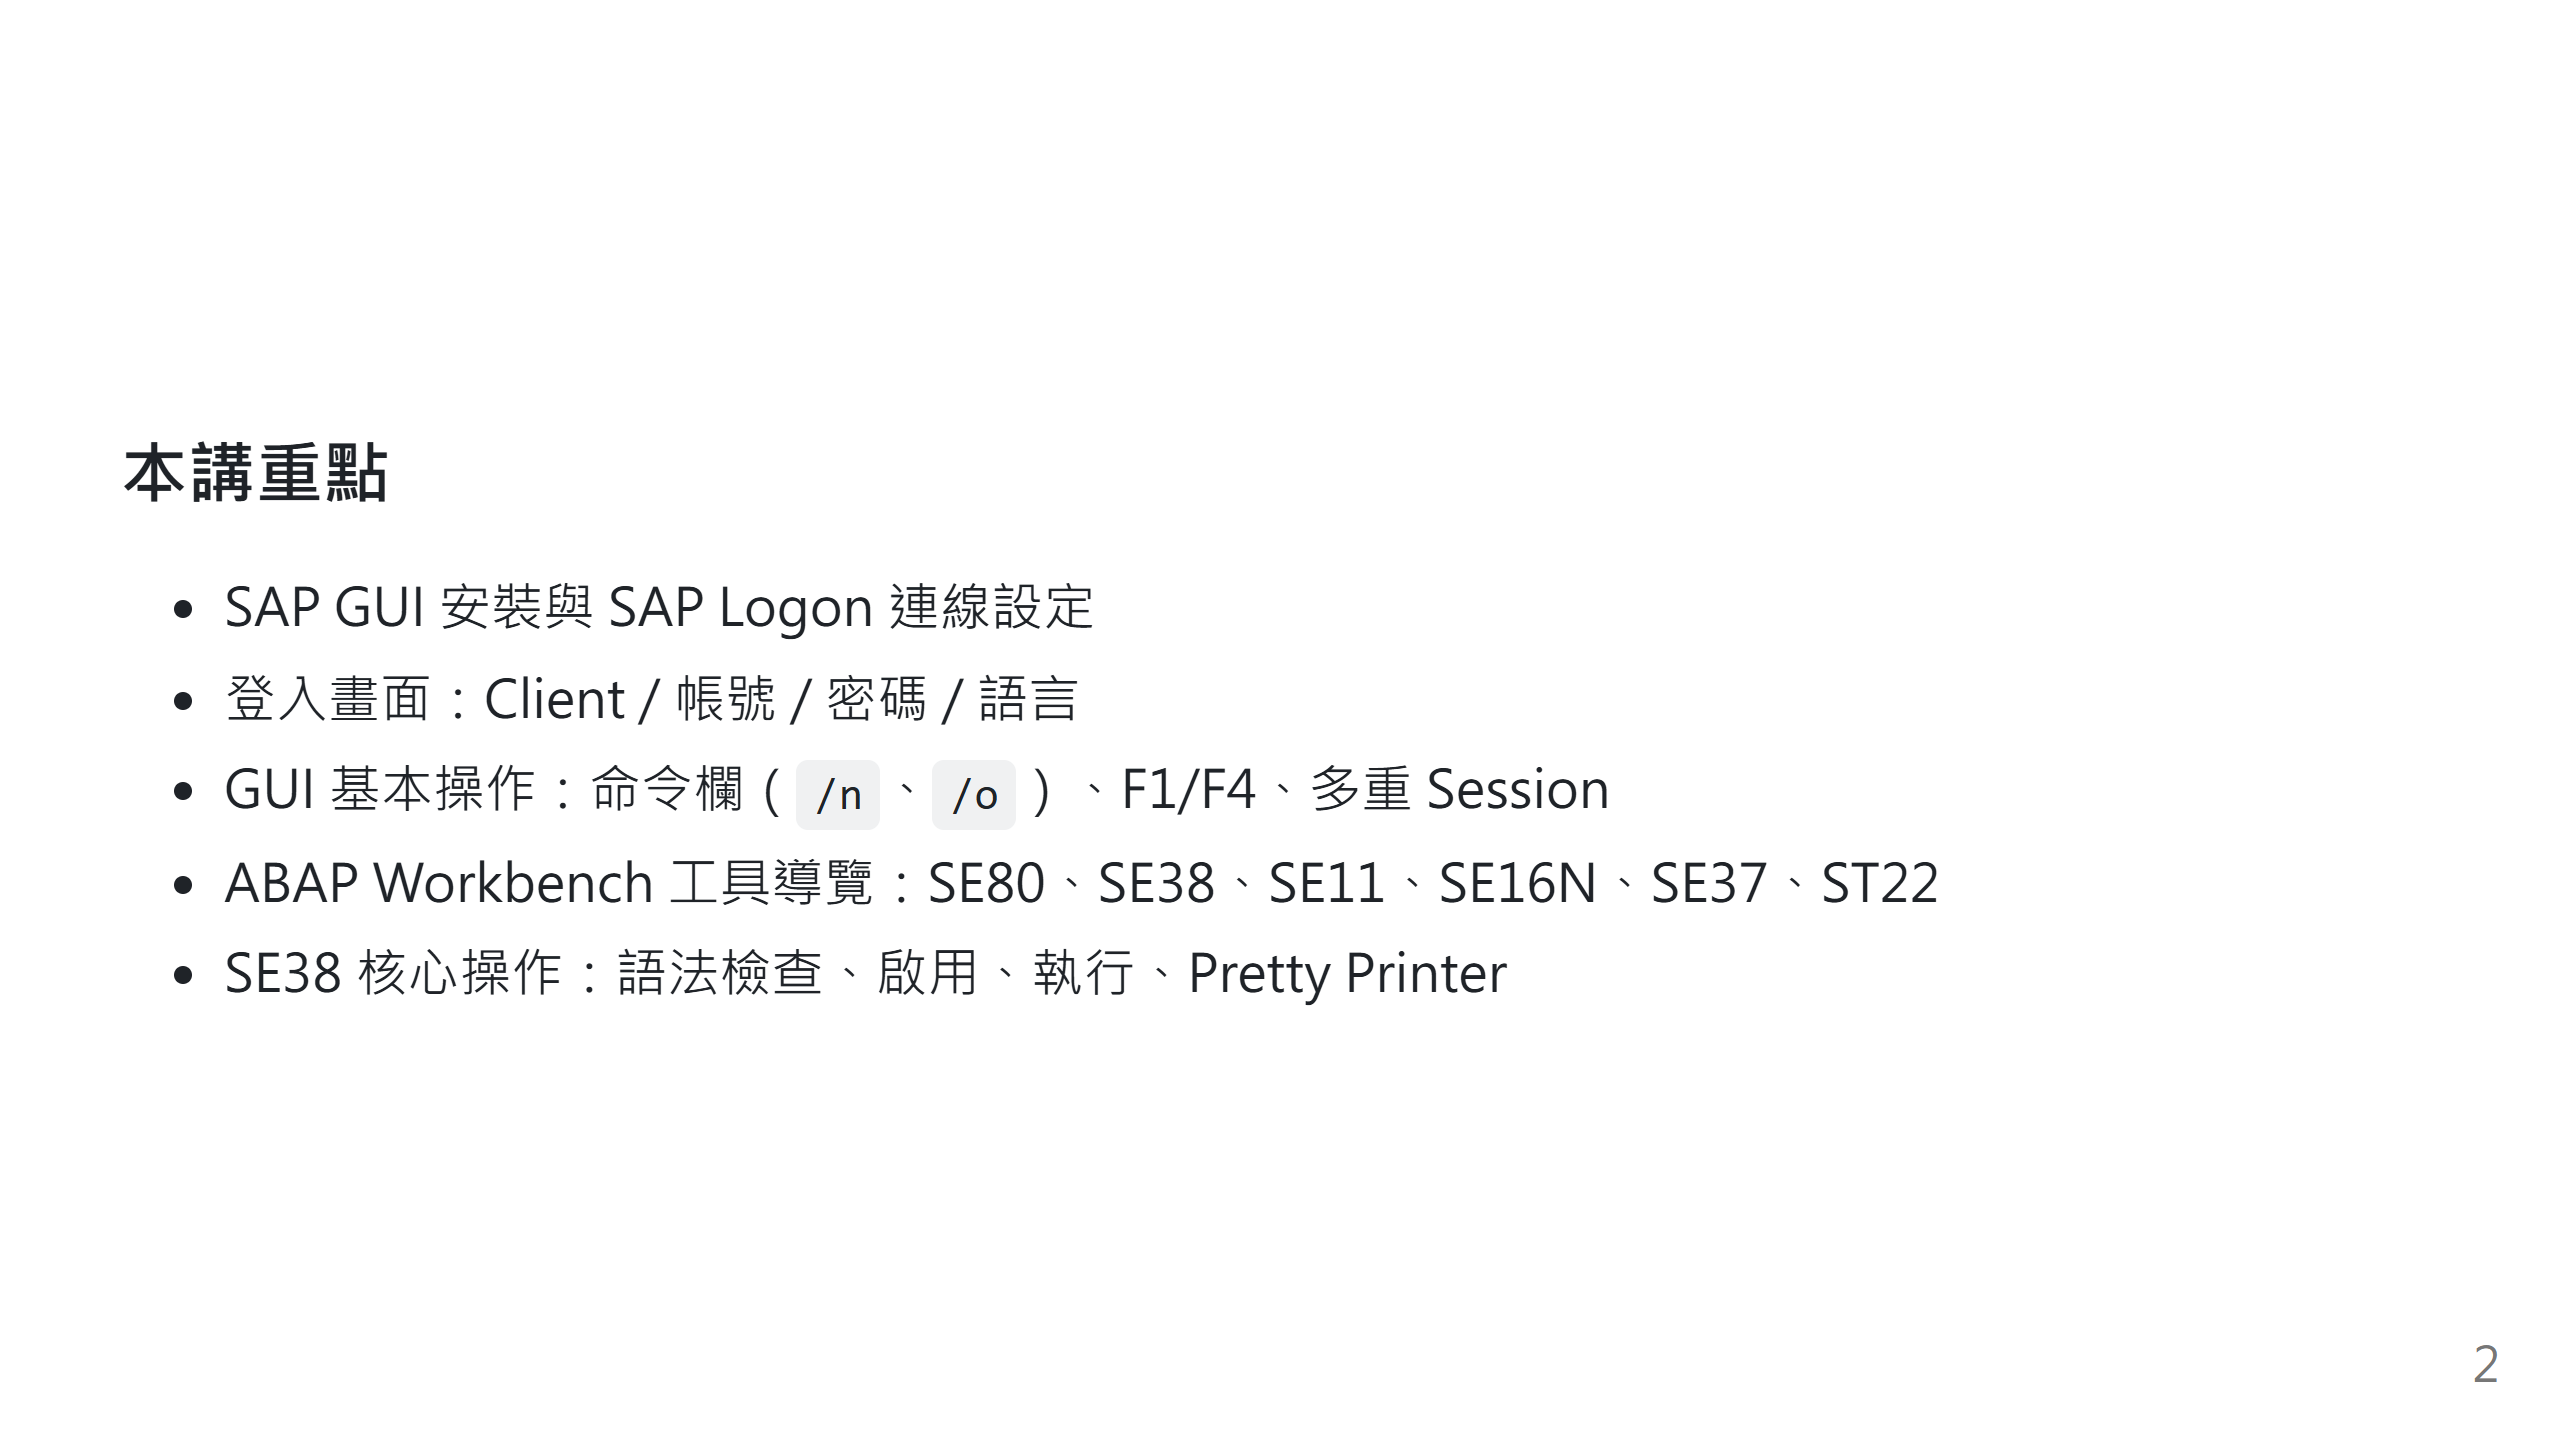 本講重點
• SAP GUI 安裝與 SAP Logon 連線設定
• 登入畫面：Client / 帳號 / 密碼 / 語言
• GUI 基本操作：命令欄（ /n 、 /o ）、F1/F4、多重 Session
• ABAP Workbench 工具導覽：SE80、SE38、SE11、SE16N、SE37、ST22
• SE38 核心操作：語法檢查、啟用、執行、Pretty Printer
2